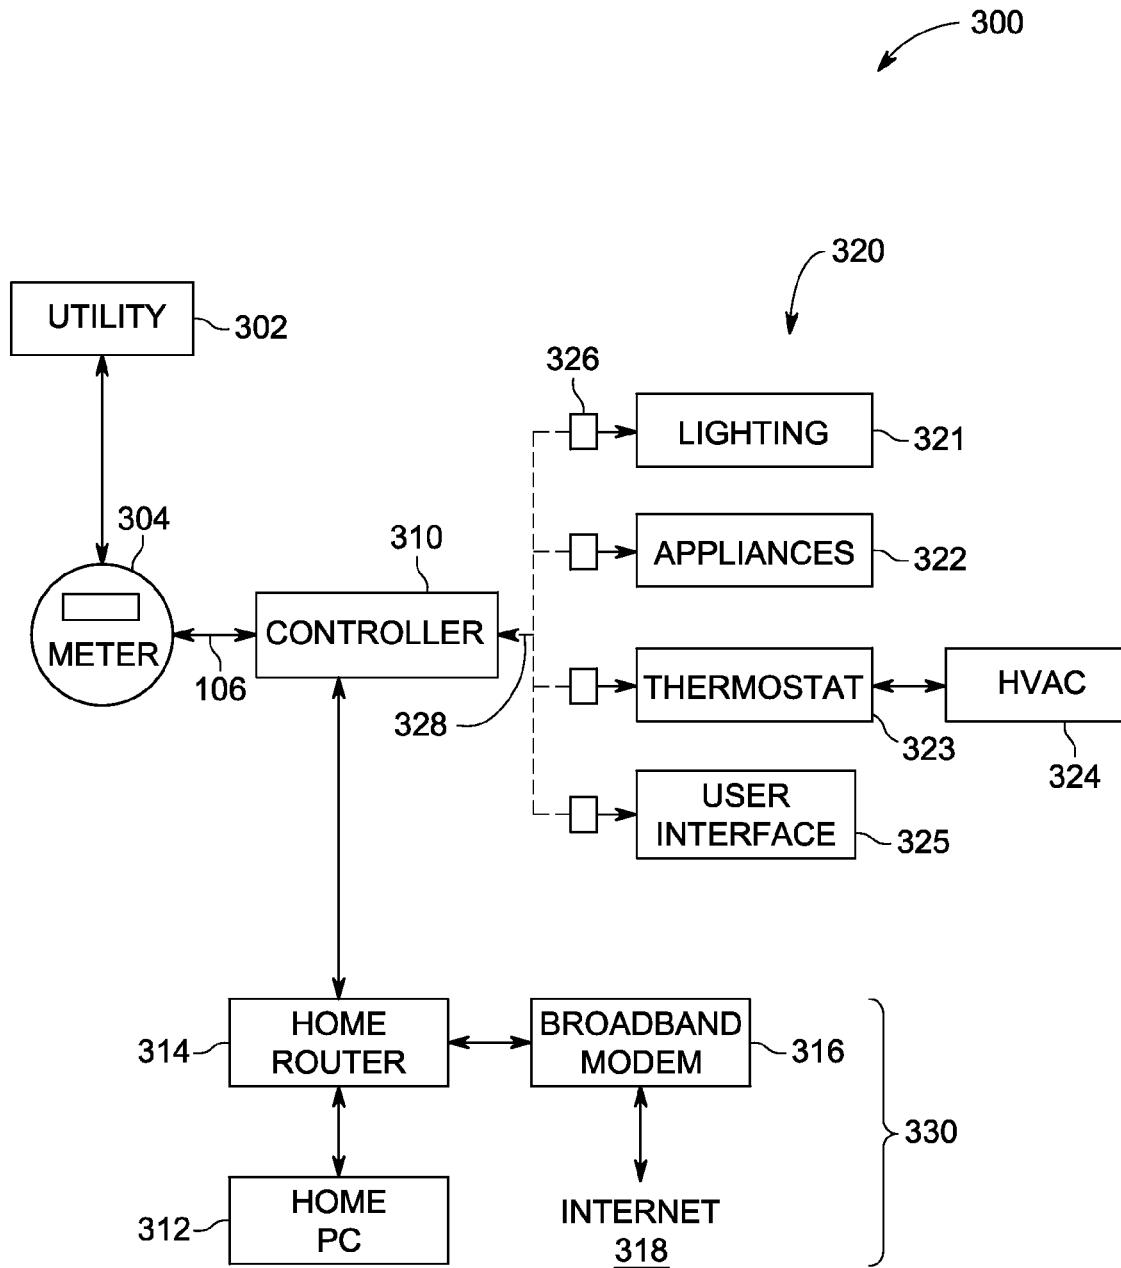 300
320
UTILITY
302
326
LIGHTING
321
304
310
APPLIANCES
322
METER
106
CONTROLLER
328
THERMOSTAT
323
HVAC
324
USER
INTERFACE
325
HOME
ROUTER
314
BROADBAND
MODEM
316
330
HOME
PC
312
INTERNET
318